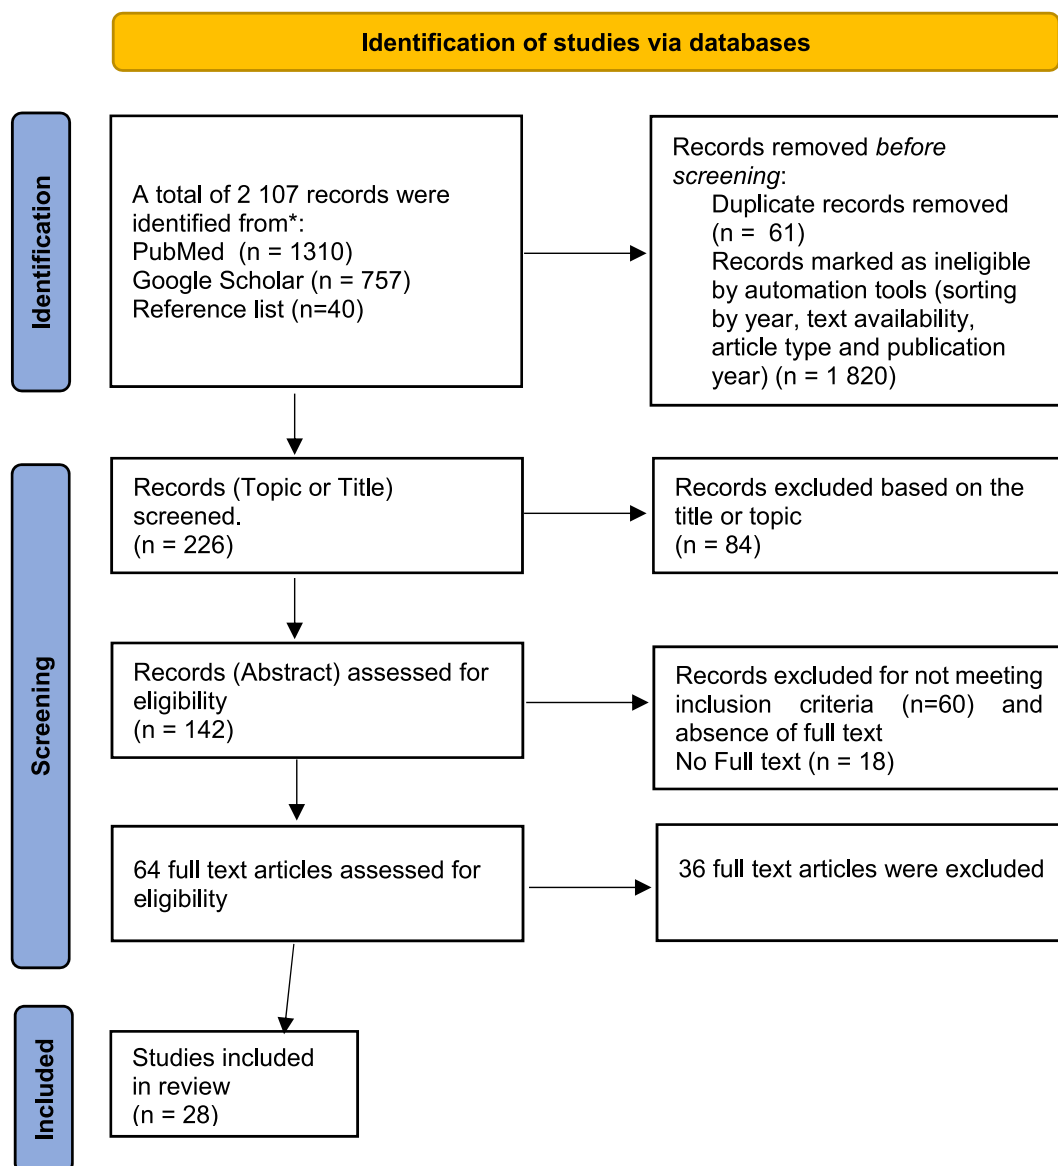 Identification of studies via databases
Identification
A total of 2 107 records were
identified from*:
PubMed  (n = 1310)
Google Scholar (n = 757)
Reference list (n=40)
Records removed before
screening:
Duplicate records removed
(n =  61)
Records marked as ineligible
by automation tools (sorting
by year, text availability,
article type and publication
year) (n = 1 820)
Screening
Records (Topic or Title)
screened.
(n = 226)
Records excluded based on the
title or topic
(n = 84)
Records (Abstract) assessed for
eligibility
(n = 142)
Records excluded for not meeting
inclusion criteria (n=60) and
absence of full text
No Full text (n = 18)
64 full text articles assessed for
eligibility
36 full text articles were excluded
Included
Studies included
in review
(n = 28)